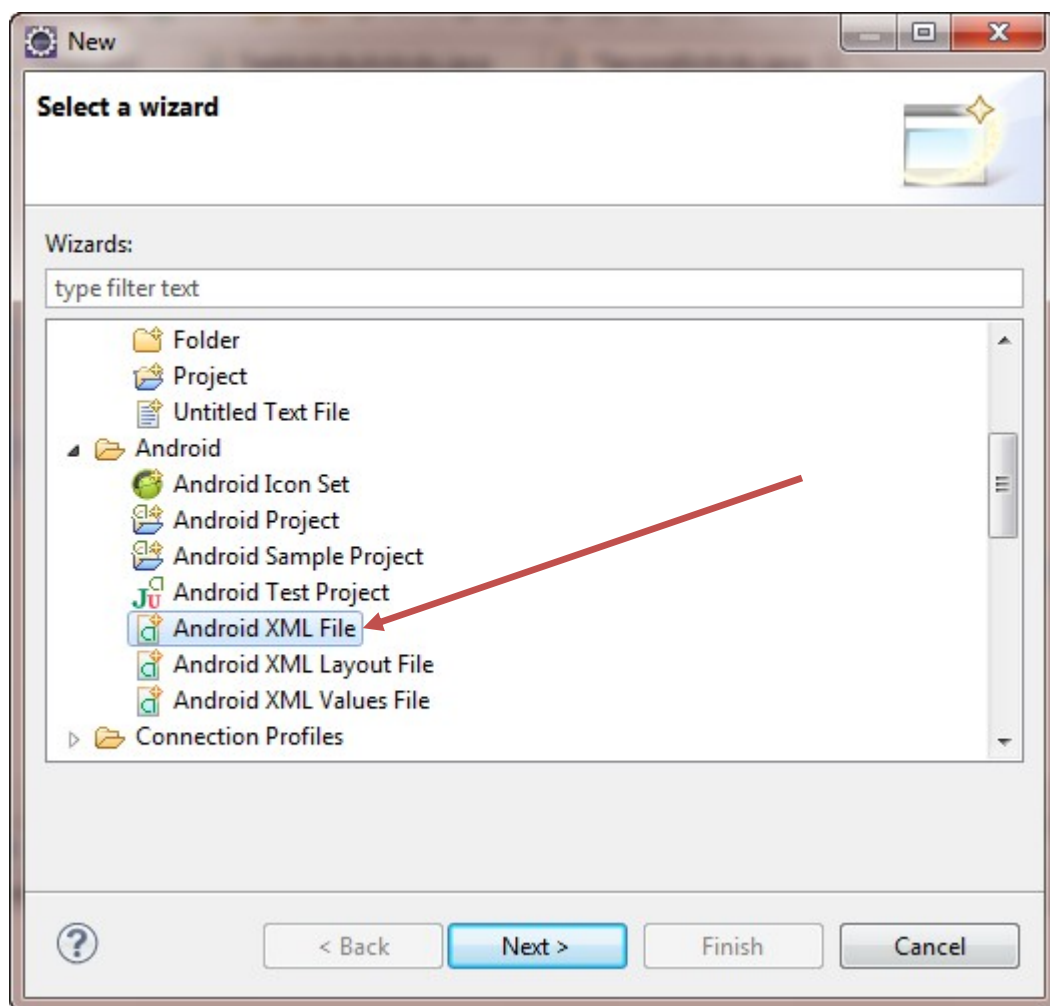 New
Select a wizard
Wizards:
type filter text
Folder
Project
Untitled Text File
Android
Android Icon Set
Android Project
Android Sample Project
Android Test Project
Android XML File
Android XML Layout File
Android XML Values File
Connection Profiles
< Back Next > Finish Cancel